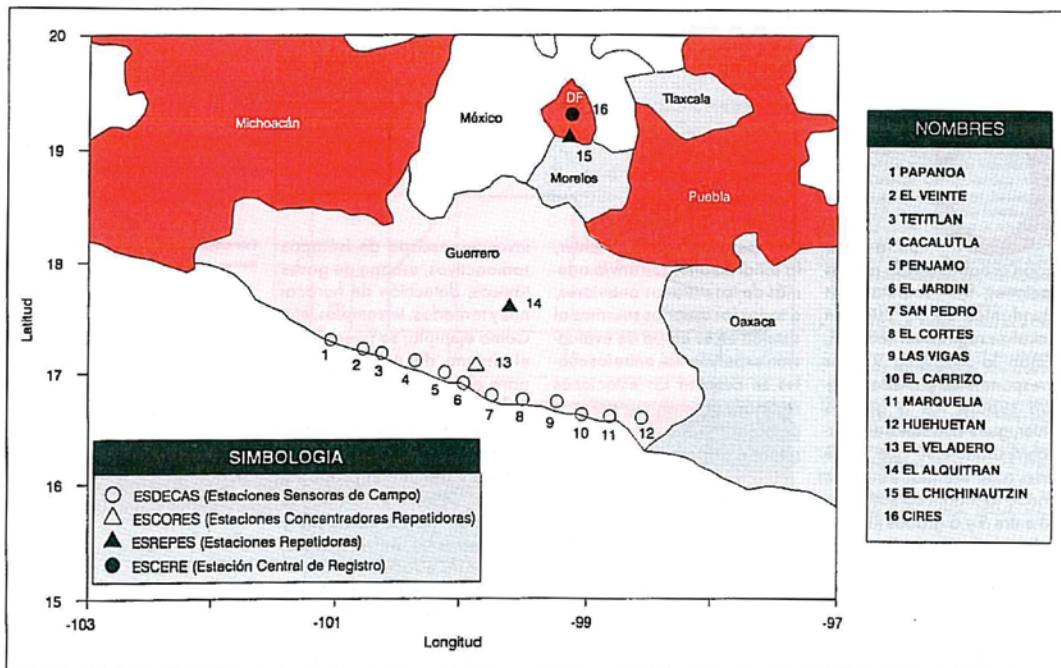 20
19
18
17
16
15
Latitud
-103
-101
-99
-97
Longitud
Michoacán
México
DF
16
Tlaxcala
15
Morelos
Puebla
Guerrero
14
Oaxaca
13
1
2
3
4
5
6
7
8
9
10
11
12
SIMBOLOGIA
ESDECAS (Estaciones Sensoras de Campo)
ESCORES (Estaciones Concentradoras Repetidoras)
ESREPES (Estaciones Repetidoras)
ESCERE (Estación Central de Registro)
NOMBRES
1 PAPANOA
2 EL VEINTE
3 TETITLAN
4 CACALUTLA
5 PENJAMO
6 EL JARDIN
7 SAN PEDRO
8 EL CORTES
9 LAS VIGAS
10 EL CARRIZO
11 MARQUELIA
12 HUEHUETAN
13 EL VELADERO
14 EL ALQUITRAN
15 EL CHICHINAUTZIN
16 CIRES